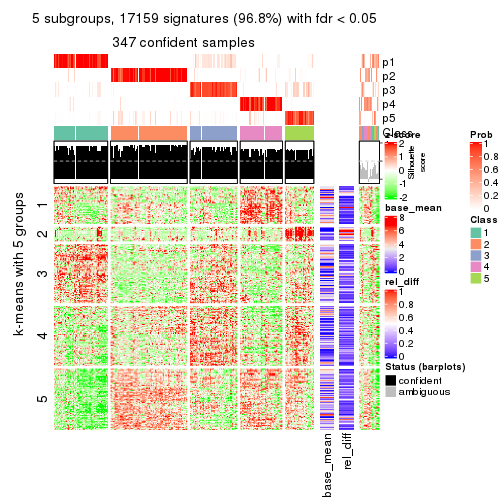 5 subgroups, 17159 signatures (96.8%) with fdr < 0.05
347 confident samples
p1
p2
p3
p4
p5
Class
Silhouette
score
k-means with 5 groups
1
2
3
4
5
base_mean
rel_diff
z-score
2
1
0
-1
-2
base_mean
8
6
4
2
0
rel_diff
1
0.8
0.6
0.4
0.2
0
Status (barplots)
confident
ambiguous
Prob
1
0.8
0.6
0.4
0.2
0
Class
1
2
3
4
5